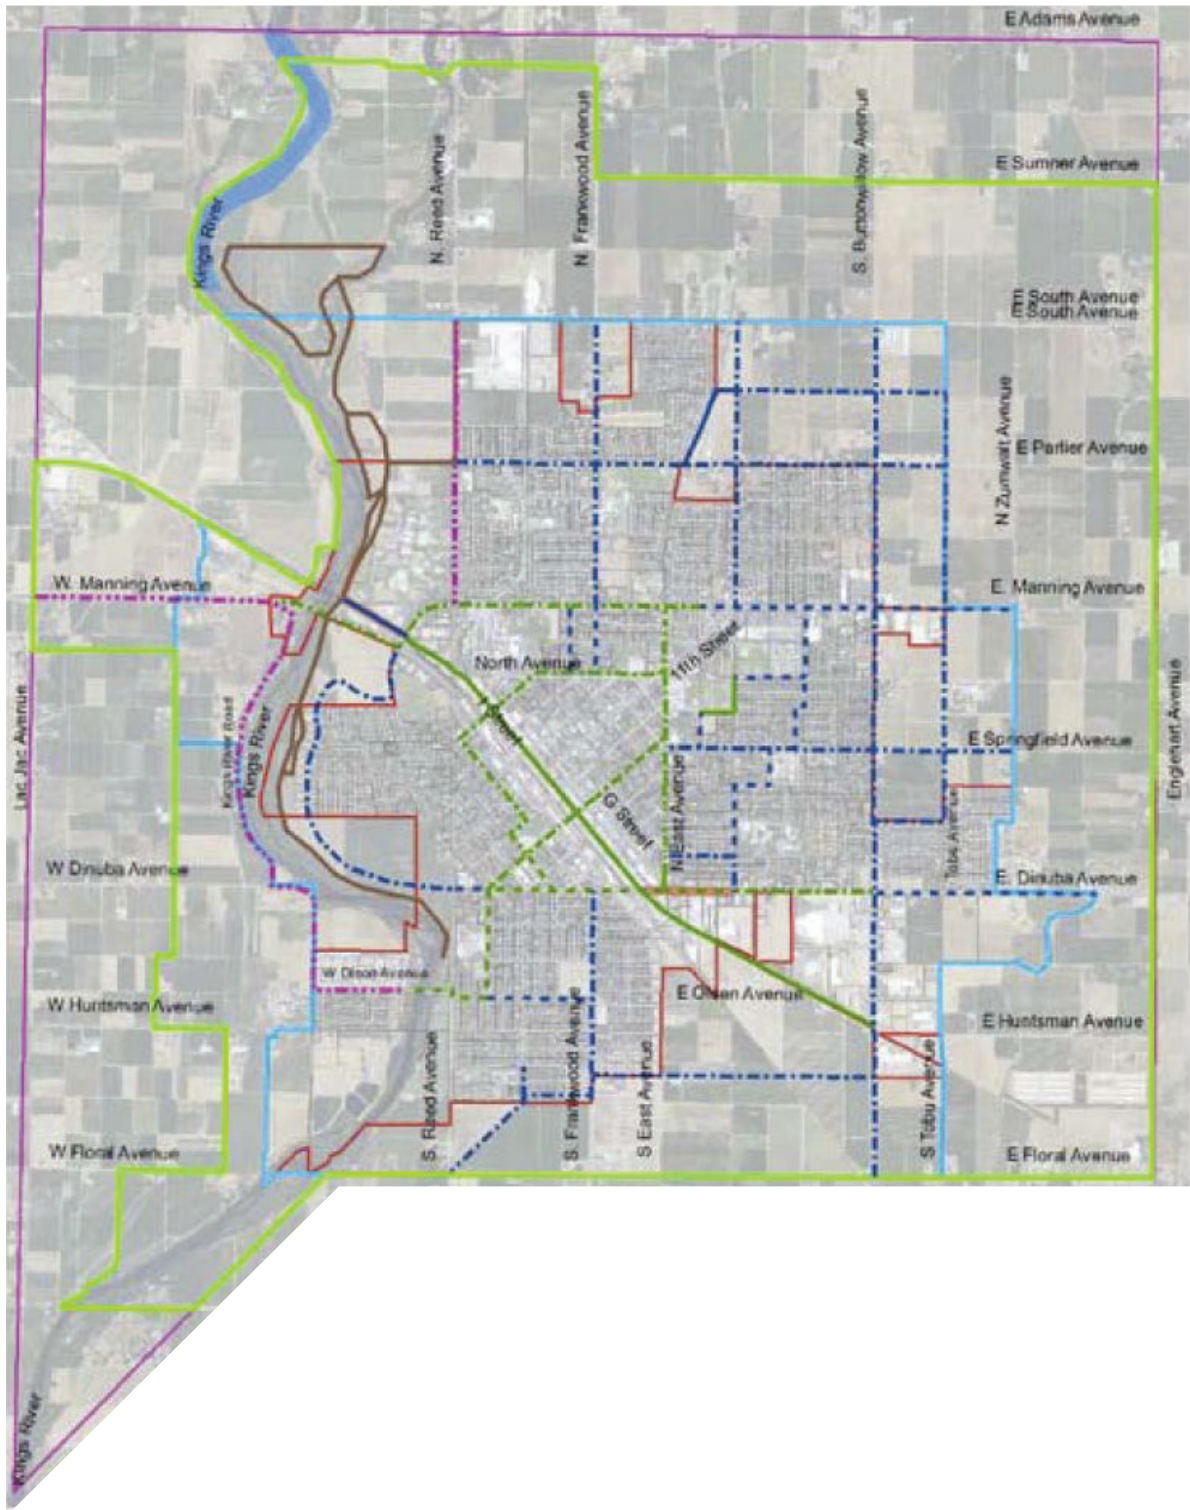 E Adams Avenue
E Sumner Avenue
N. Reed Avenue
N. Frankwood Avenue
S. Buttonwillow Avenue
Kings River
E South Avenue
E South Avenue
N Zumwalt Avenue
E Parlier Avenue
W. Manning Avenue
E. Manning Avenue
North Avenue
11th Street
Street
Lac Jac Avenue
Kings River Road
Kings River
E Springfield Avenue
Englehart Avenue
G Street
N East Avenue
Tobu Avenue
W Dinuba Avenue
E. Dinuba Avenue
W Olson Avenue
E Olsen Avenue
W Huntsman Avenue
E Huntsman Avenue
S. Reed Avenue
S. Frankwood Avenue
S East Avenue
S Tobu Avenue
W Floral Avenue
E Floral Avenue
Kings River